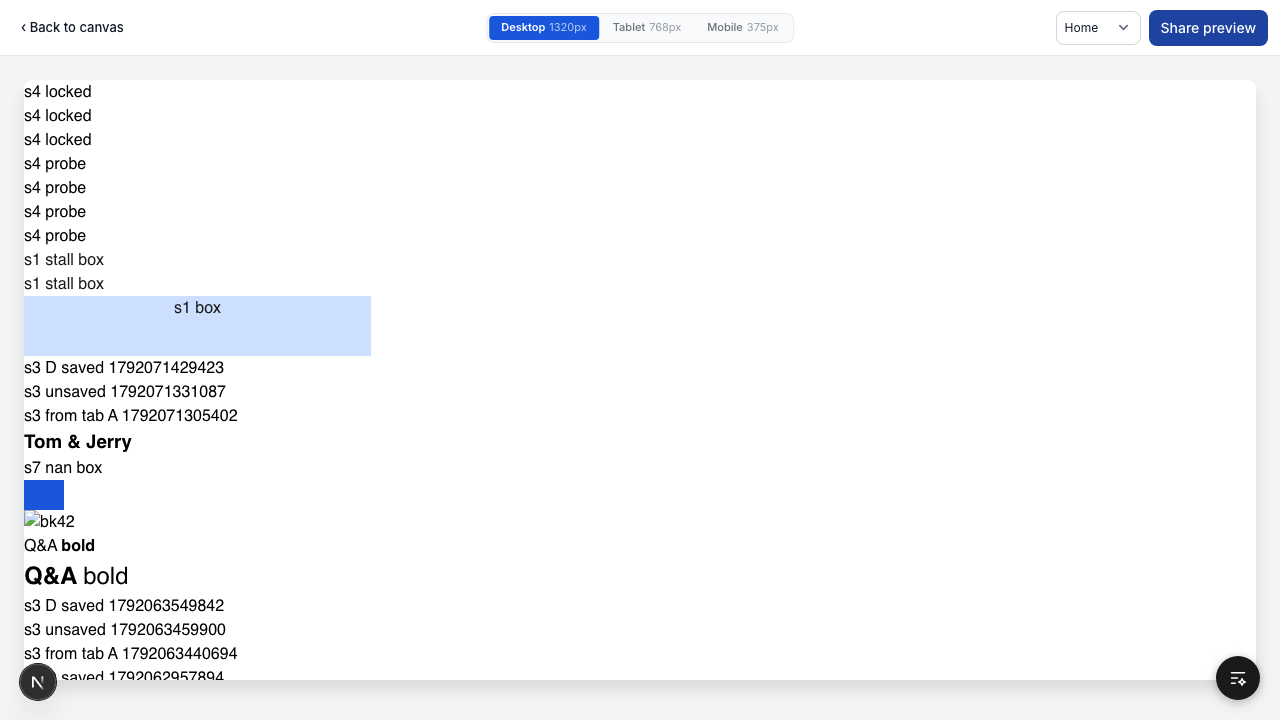 ‹ Back to canvas
Desktop 1320px
Tablet 768px
Mobile 375px
Home
Share preview
s4 locked
s4 locked
s4 locked
s4 probe
s4 probe
s4 probe
s4 probe
s1 stall box
s1 stall box
s1 box
s3 D saved 1792071429423
s3 unsaved 1792071331087
s3 from tab A 1792071305402
Tom & Jerry
s7 nan box
bk42
Q&A bold
Q&A bold
s3 D saved 1792063549842
s3 unsaved 1792063459900
s3 from tab A 1792063440694
saved 1792062957894
N